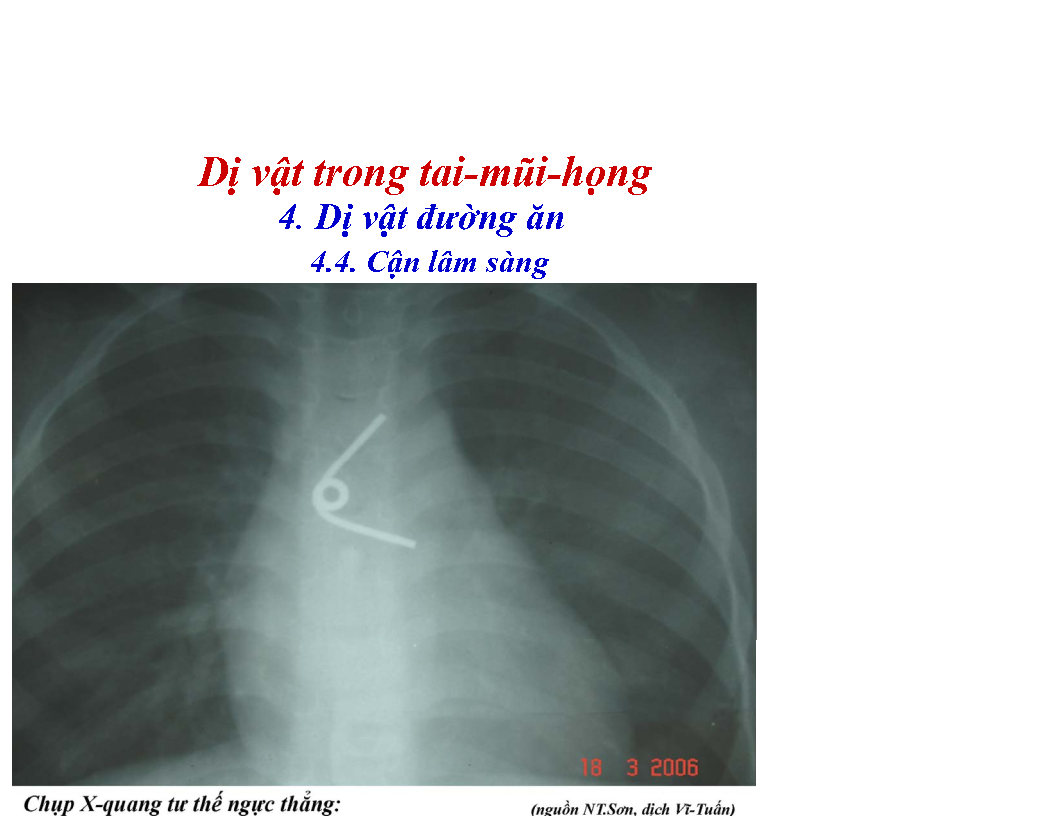 Dị vật trong tai-mũi-họng
4. Dị vật đường ăn
4.4. Cận lâm sàng
18 3 2006
Chụp X-quang tư thế ngực thẳng:
(nguồn NT.Sơn, dịch Vĩ-Tuấn)